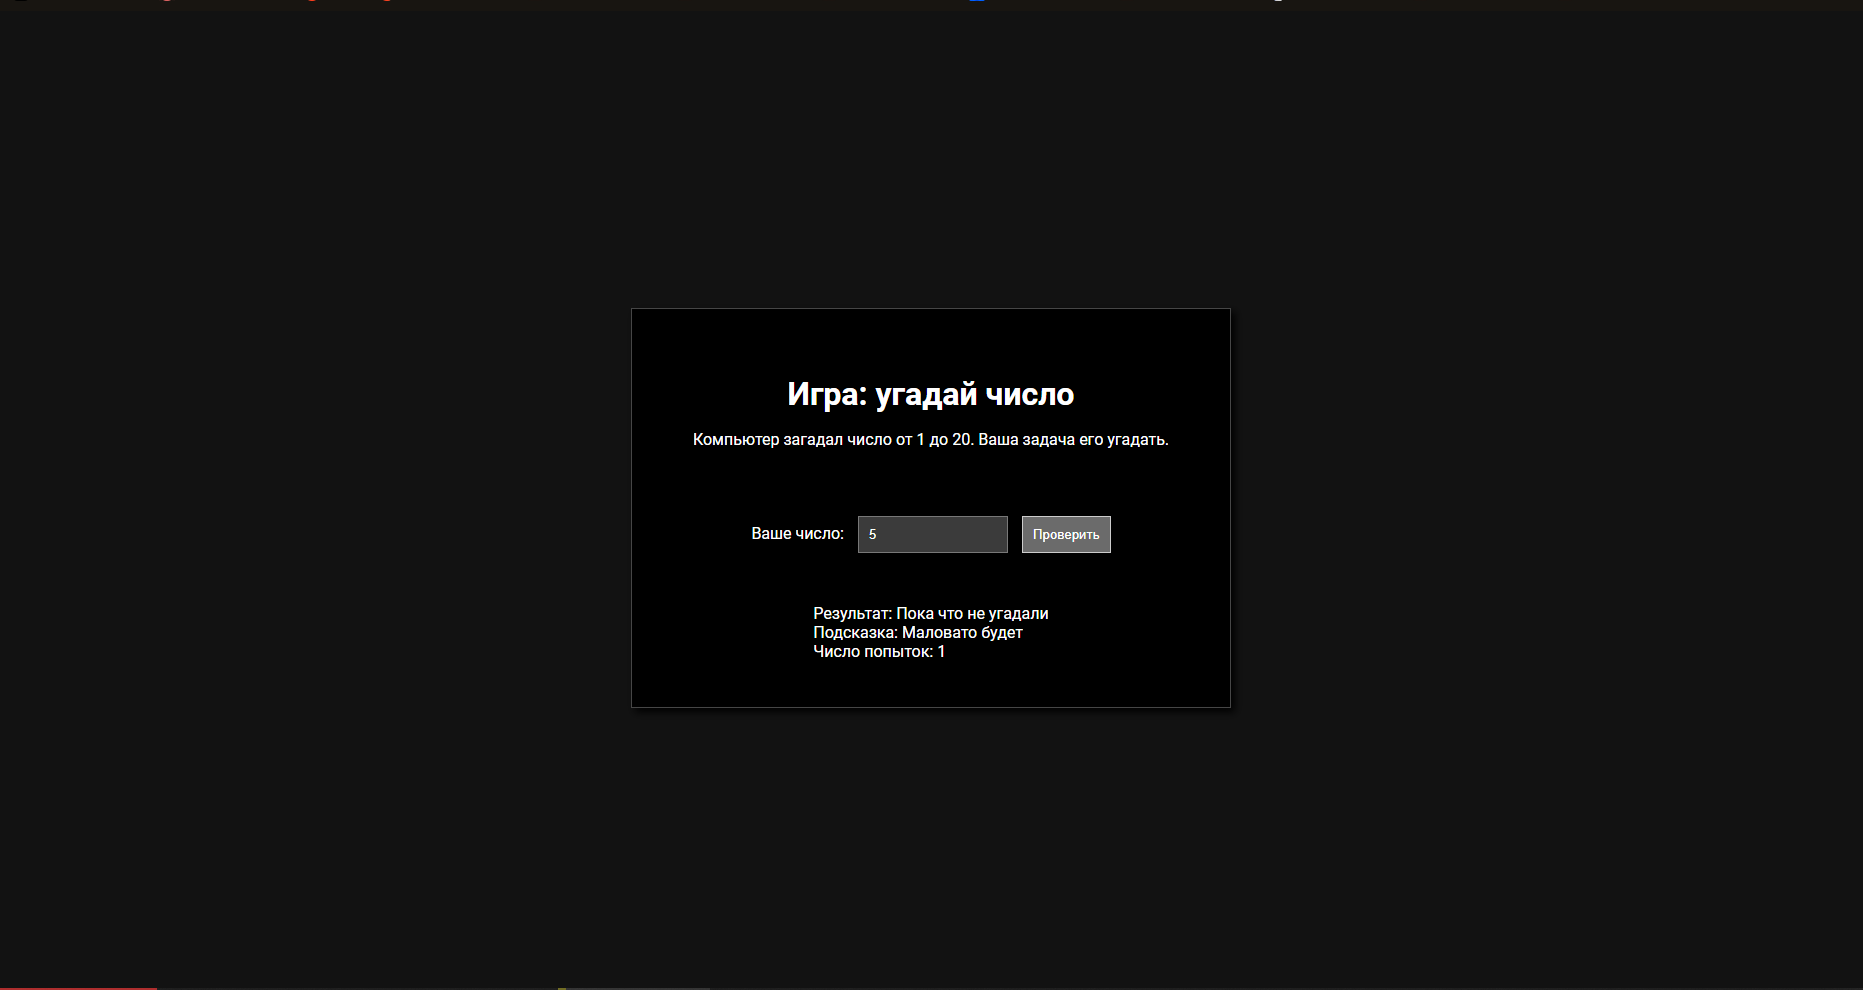 Игра: угадай число
Компьютер загадал число от 1 до 20. Ваша задача его угадать.
Ваше число: 5 Проверить
Результат: Пока что не угадали
Подсказка: Маловато будет
Число попыток: 1